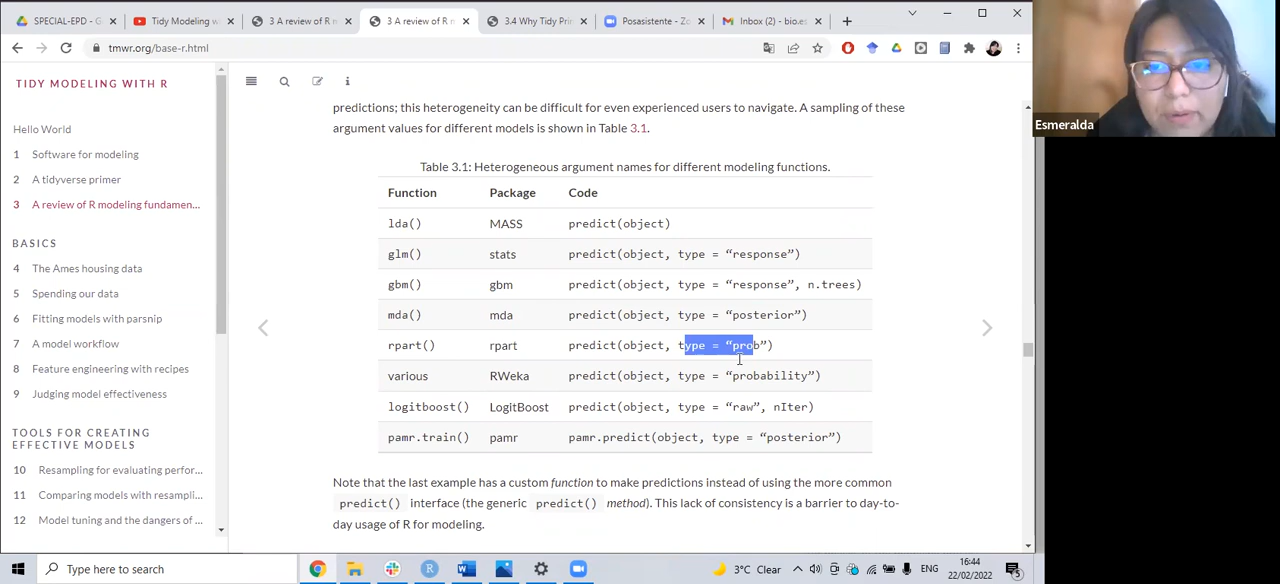 SPECIAL-EPD - G
Tidy Modeling w
3 A review of R n
3 A review of R n
3.4 Why Tidy Prin
Posasistente - Zo
Inbox (2) - bio.es
tmwr.org/base-r.html
TIDY MODELING WITH R
Hello World
1 Software for modeling
2 A tidyverse primer
3 A review of R modeling fundamen...
BASICS
4 The Ames housing data
5 Spending our data
6 Fitting models with parsnip
7 A model workflow
8 Feature engineering with recipes
9 Judging model effectiveness
TOOLS FOR CREATING
EFFECTIVE MODELS
10 Resampling for evaluating perfor...
11 Comparing models with resampli...
12 Model tuning and the dangers of ...
predictions; this heterogeneity can be difficult for even experienced users to navigate. A sampling of these
argument values for different models is shown in Table 3.1.
Table 3.1: Heterogeneous argument names for different modeling functions.
Function Package Code
lda() MASS predict(object)
glm() stats predict(object, type = “response”)
gbm() gbm predict(object, type = “response”, n.trees)
mda() mda predict(object, type = “posterior”)
rpart() rpart predict(object, type = “prob”)
various RWeka predict(object, type = “probability”)
logitboost() LogitBoost predict(object, type = “raw”, nIter)
pamr.train() pamr pamr.predict(object, type = “posterior”)
Note that the last example has a custom function to make predictions instead of using the more common
predict() interface (the generic predict() method). This lack of consistency is a barrier to day-to-
day usage of R for modeling.
Esmeralda
Type here to search
3°C Clear
ENG
16:44
22/02/2022
5